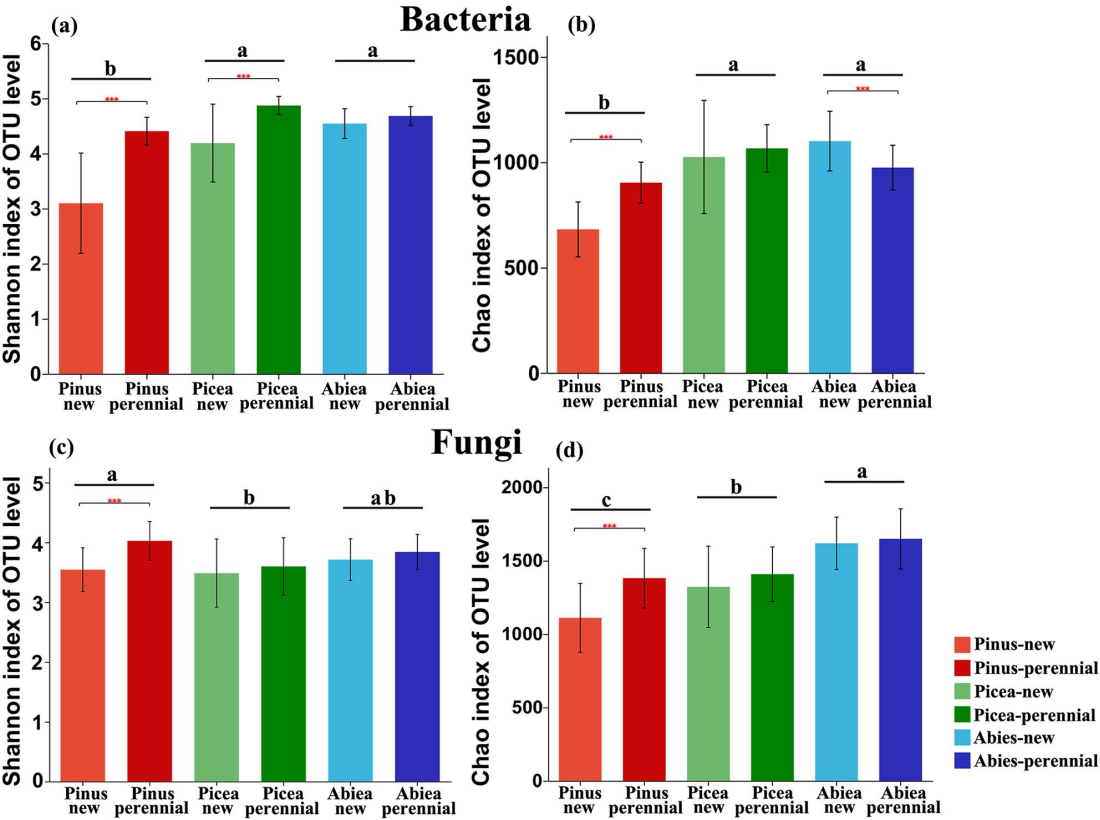 Bacteria
(a)
Shannon index of OTU level
6
5
4
3
2
1
0
b
***
a
***
a
Pinus new
Pinus perennial
Picea new
Picea perennial
Abiea new
Abiea perennial
(b)
Chao index of OTU level
1500
1000
500
0
b
***
a
a
***
Pinus new
Pinus perennial
Picea new
Picea perennial
Abiea new
Abiea perennial
Fungi
(c)
Shannon index of OTU level
5
4
3
2
1
0
a
***
b
ab
Pinus new
Pinus perennial
Picea new
Picea perennial
Abiea new
Abiea perennial
(d)
Chao index of OTU level
2000
1500
1000
500
0
c
***
b
a
Pinus new
Pinus perennial
Picea new
Picea perennial
Abiea new
Abiea perennial
Pinus-new
Pinus-perennial
Picea-new
Picea-perennial
Abies-new
Abies-perennial